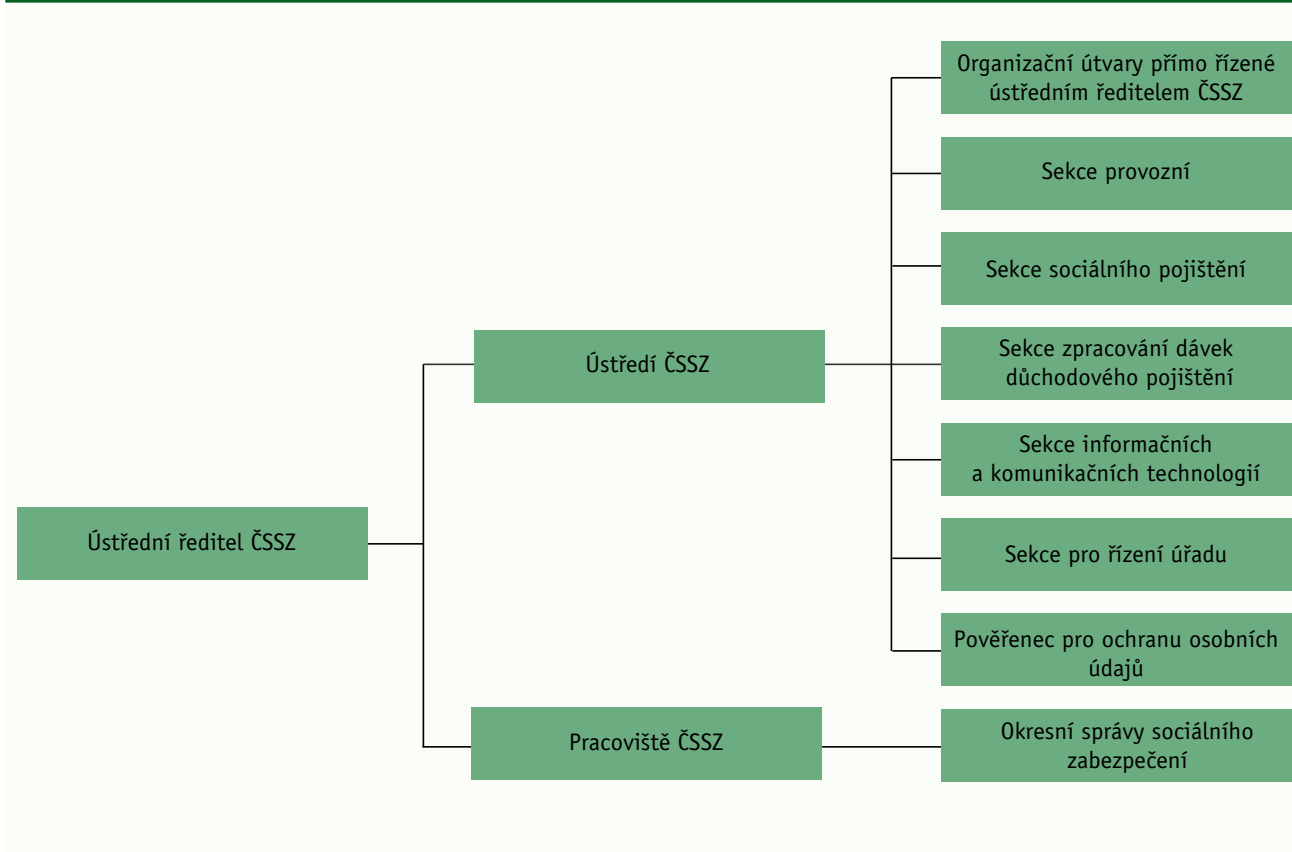 Organizační útvary přímo řízené
ústředním ředitelem ČSSZ
Sekce provozní
Sekce sociálního pojištění
Ústředí ČSSZ
Sekce zpracování dávek
důchodového pojištění
Sekce informačních
a komunikačních technologií
Ústřední ředitel ČSSZ
Sekce pro řízení úřadu
Pověřenec pro ochranu osobních
údajů
Pracoviště ČSSZ
Okresní správy sociálního
zabezpečení